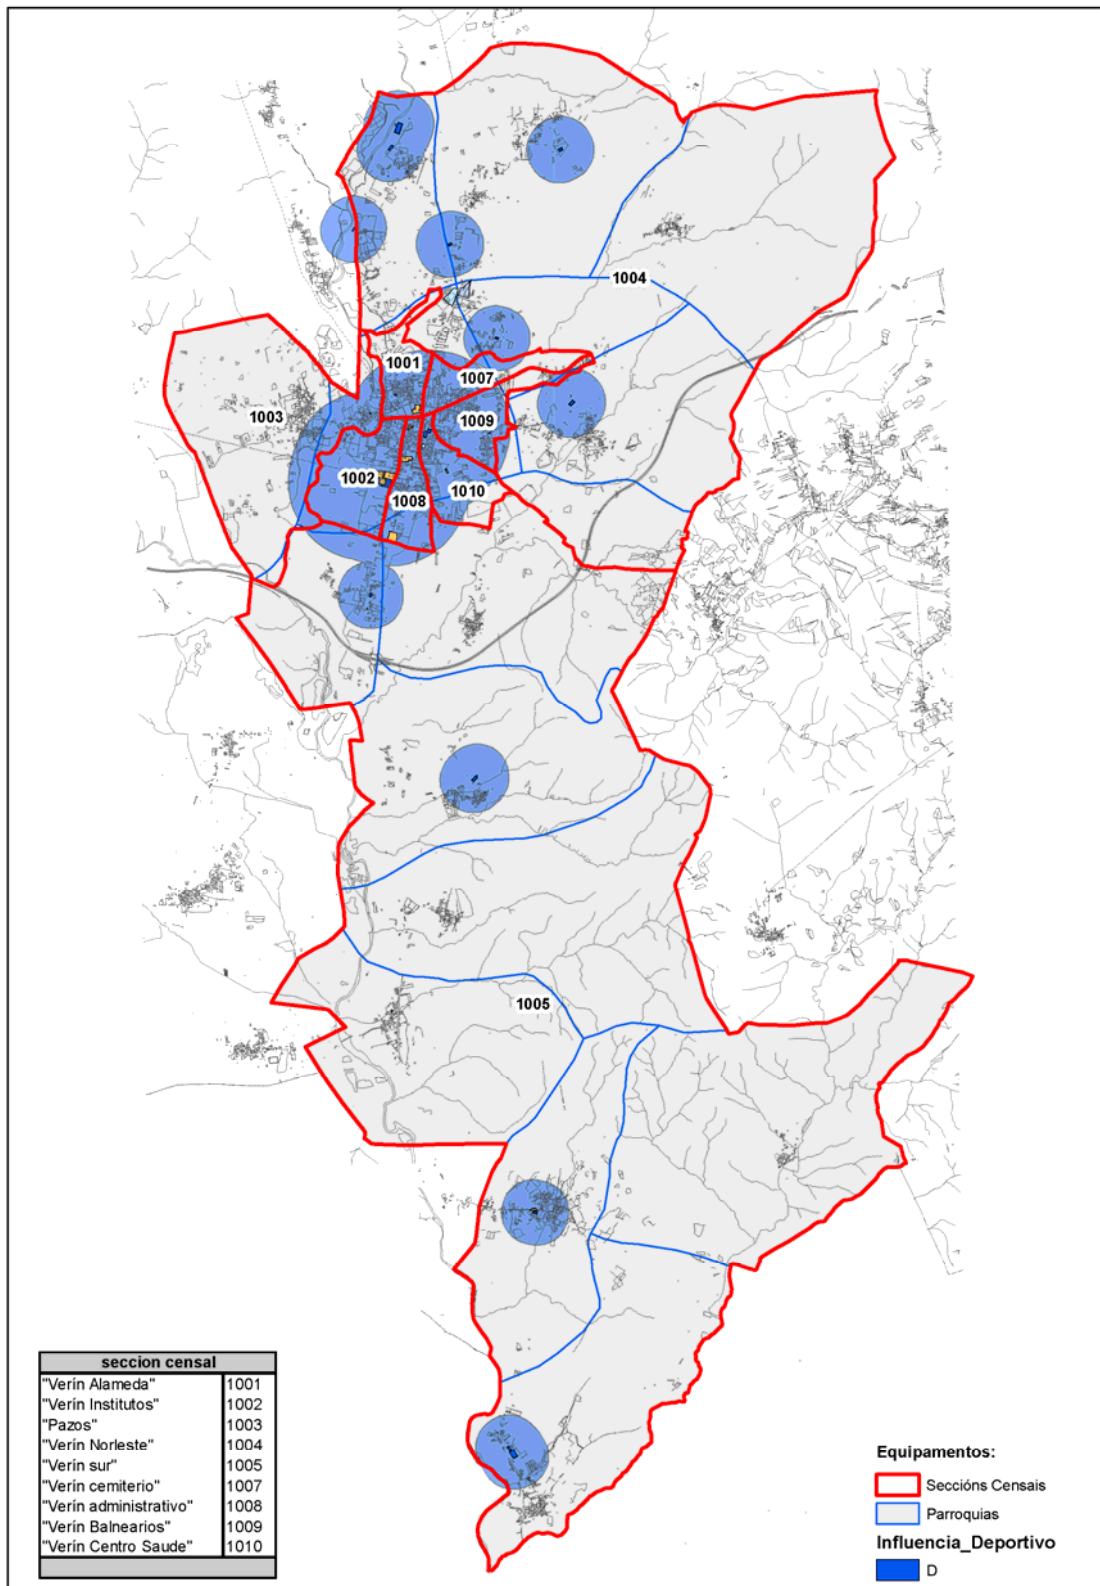 1004
1001
1007
1003
1009
1002
1010
1008
1005
seccion censal
"Verín Alameda" 1001
"Verín Institutos" 1002
"Pazos" 1003
"Verín Norleste" 1004
"Verín sur" 1005
"Verín cemiterio" 1007
"Verín administrativo" 1008
"Verín Balnearios" 1009
"Verín Centro Saude" 1010
Equipamentos:
Seccións Censais
Parroquias
Influencia_Deportivo
D